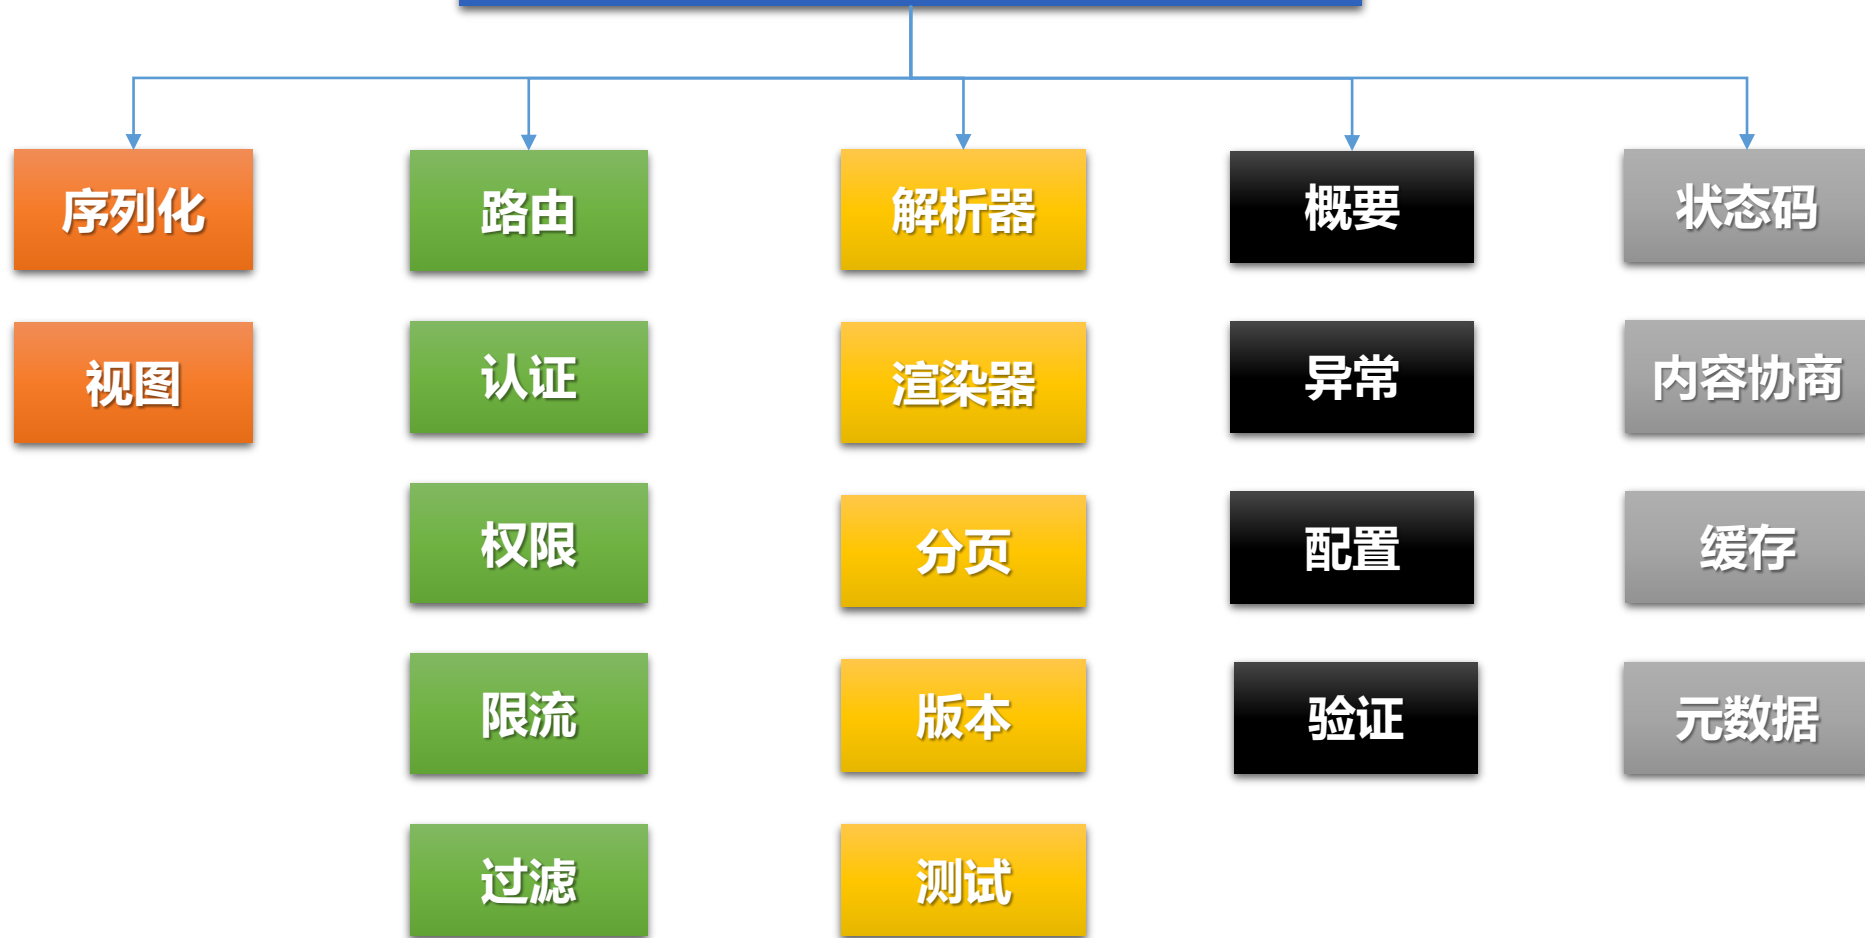 序列化
路由
解析器
概要
状态码
视图
认证
渲染器
异常
内容协商
权限
分页
配置
缓存
限流
版本
验证
元数据
过滤
测试